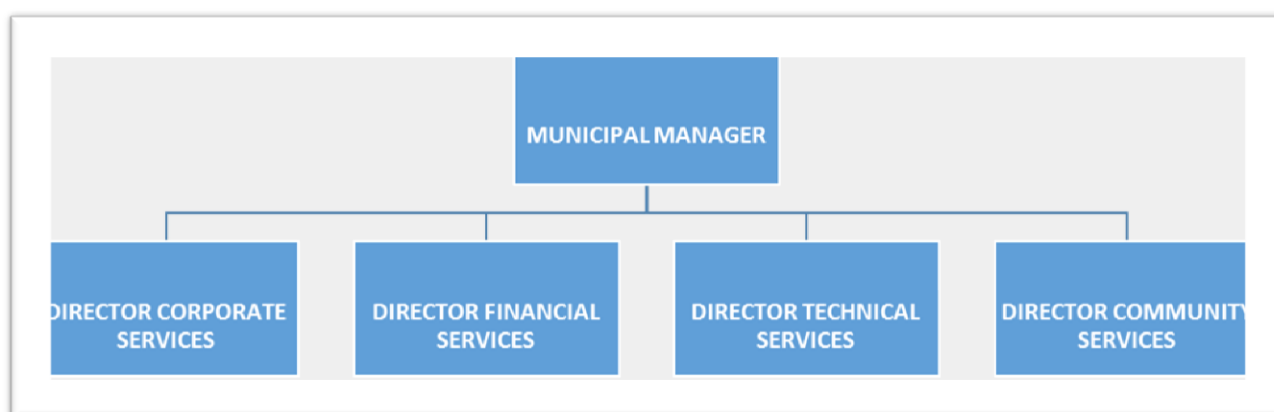 MUNICIPAL MANAGER
DIRECTOR CORPORATE
SERVICES
DIRECTOR FINANCIAL
SERVICES
DIRECTOR TECHNICAL
SERVICES
DIRECTOR COMMUNITY
SERVICES